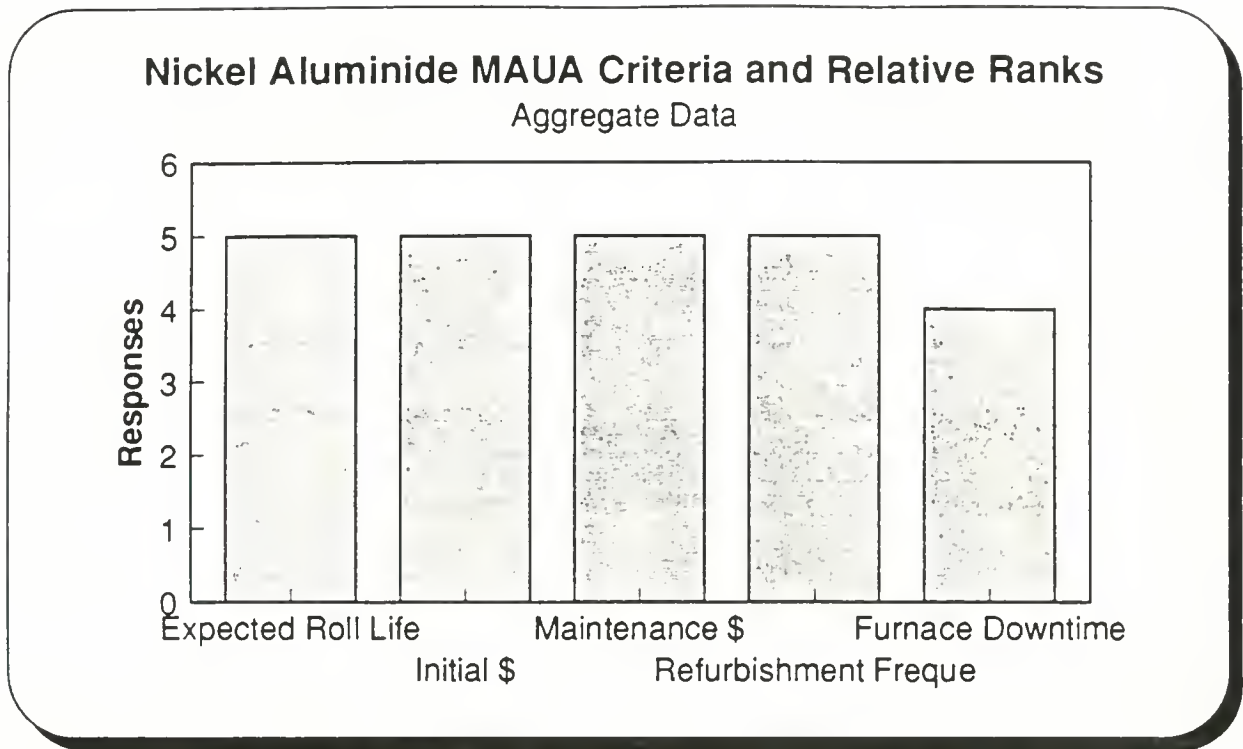 Nickel Aluminide MAUA Criteria and Relative Ranks
Aggregate Data
6
5
4
3
2
1
0
Responses
Expected Roll Life
Initial $
Maintenance $
Refurbishment Freque
Furnace Downtime